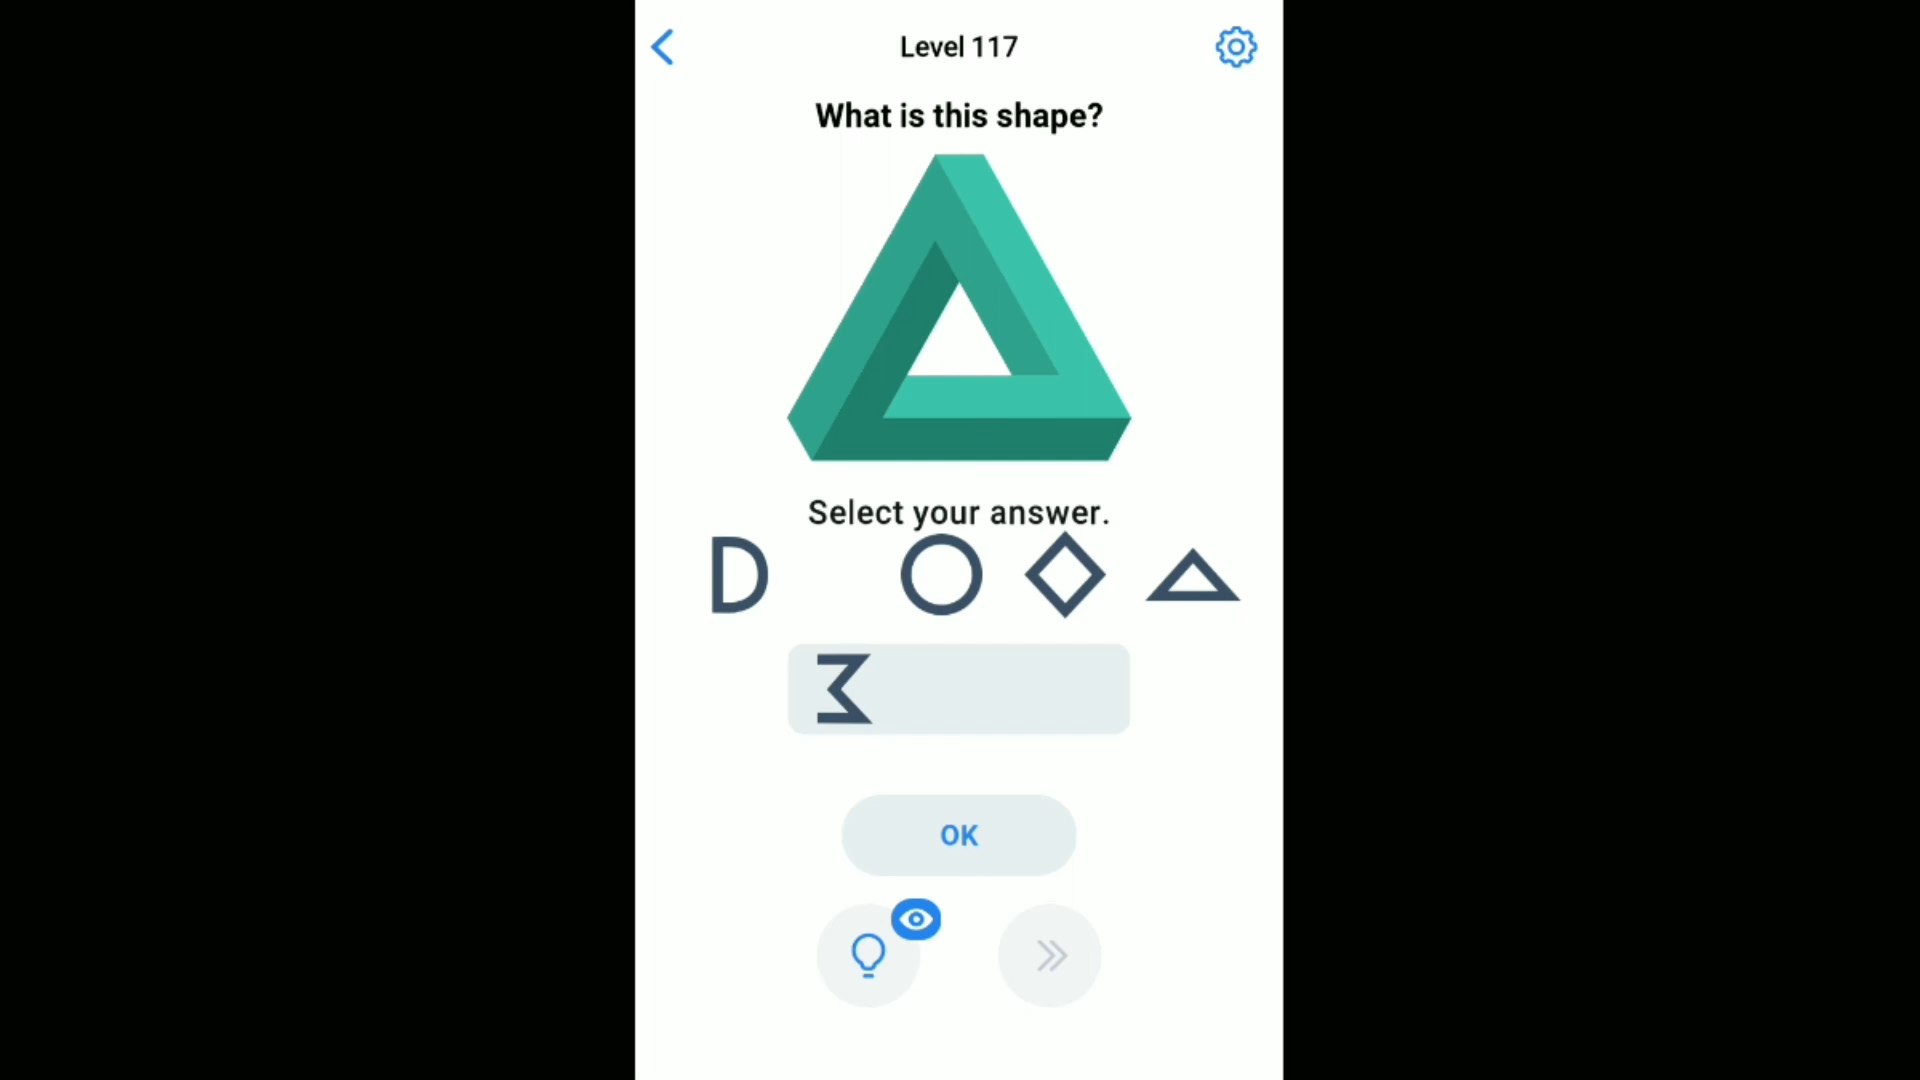 Level 117
What is this shape?
Select your answer.
D
Σ
OK